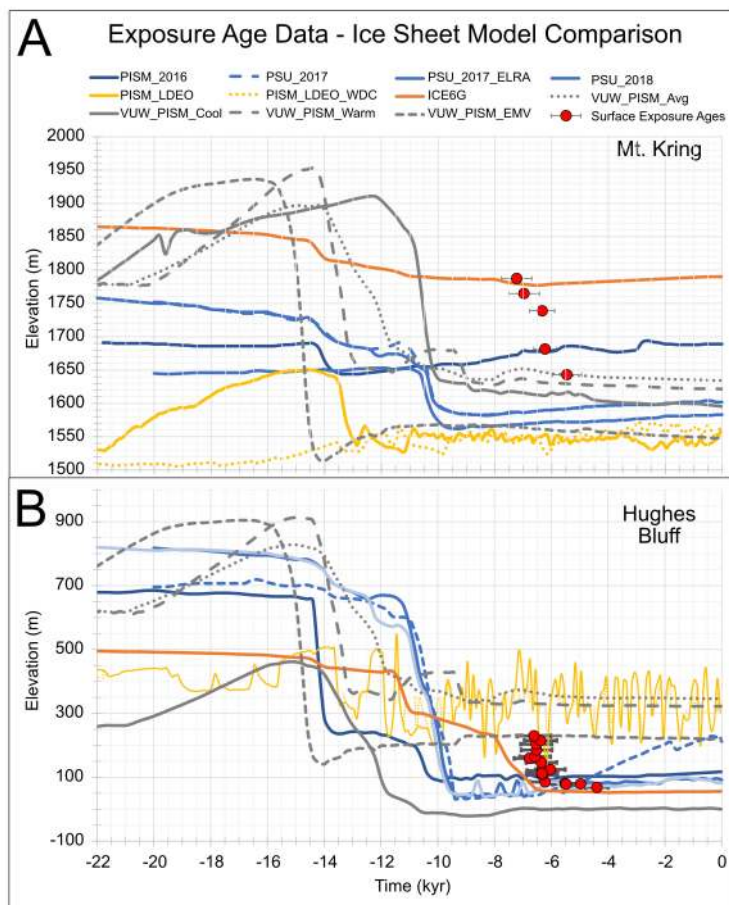 A
Exposure Age Data - Ice Sheet Model Comparison
PISM_2016 PSU_2017 PSU_2017_ELRA PSU_2018
PISM_LDEO PISM_LDEO_WDC ICE6G VUW_PISM_Avg
VUW_PISM_Cool VUW_PISM_Warm VUW_PISM_EMV Surface Exposure Ages
Mt. Kring
Elevation (m)
2000
1950
1900
1850
1800
1750
1700
1650
1600
1550
1500
B
Hughes
Bluff
Elevation (m)
900
700
500
300
100
-100
-22 -20 -18 -16 -14 -12 -10 -8 -6 -4 -2 0
Time (kyr)